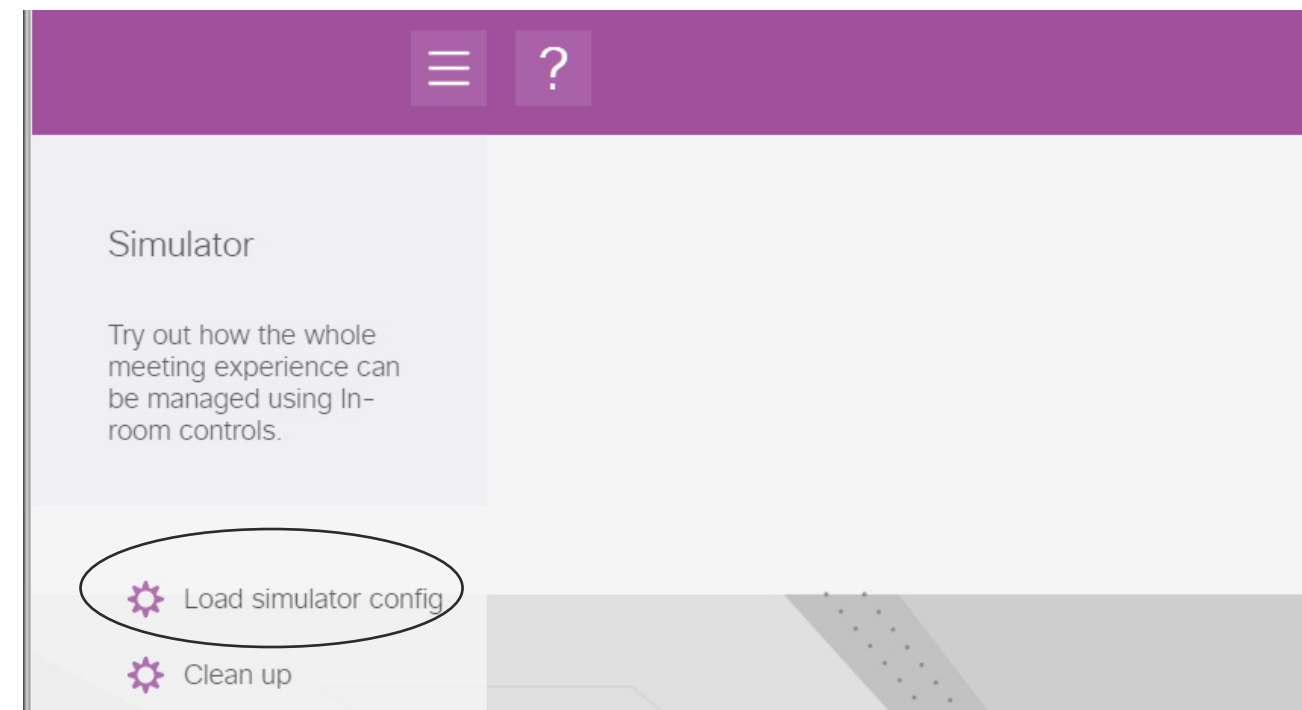 ?
Simulator
Try out how the whole
meeting experience can
be managed using In-
room controls.
Load simulator config
Clean up